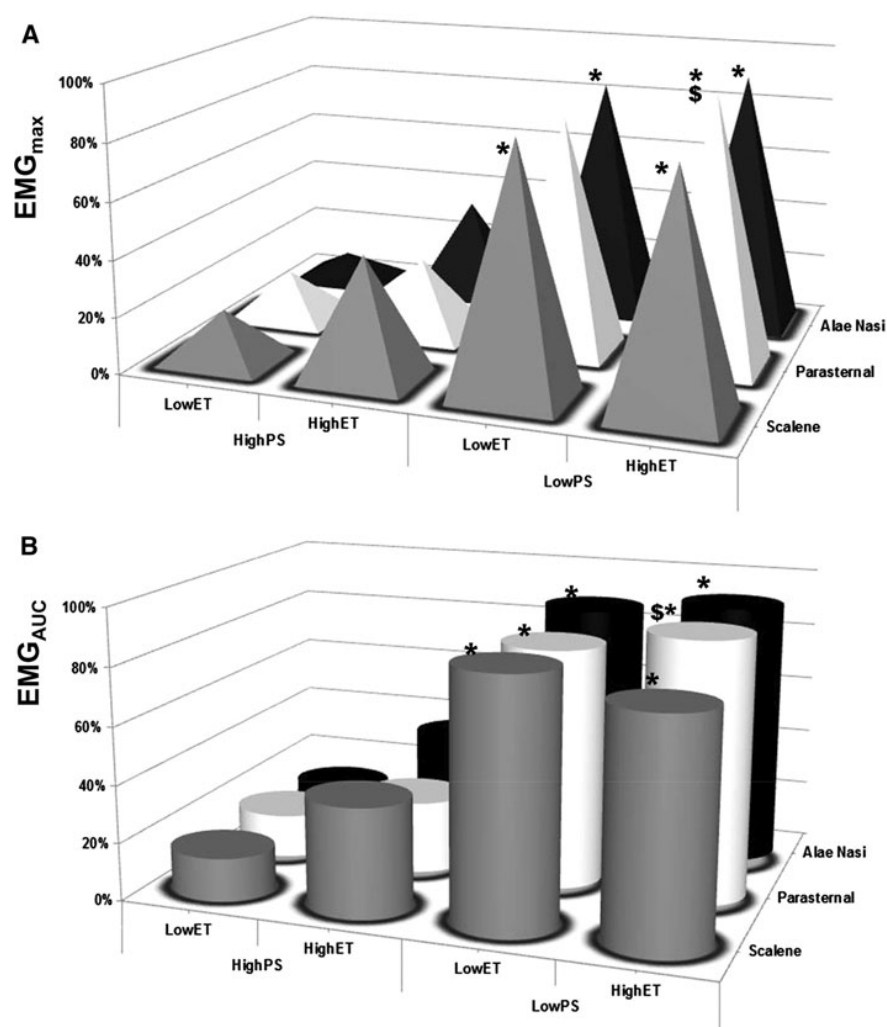 A
EMGmax
100%
80%
60%
40%
20%
0%
*
*
*
*
$
*
Alae Nasi
Parasternal
Scalene
LowET
HighET
LowET
HighET
HighPS
LowPS
B
EMGAUC
100%
80%
60%
40%
20%
0%
*
*
*
$*
*
*
Alae Nasi
Parasternal
Scalene
LowET
HighET
LowET
HighET
HighPS
LowPS